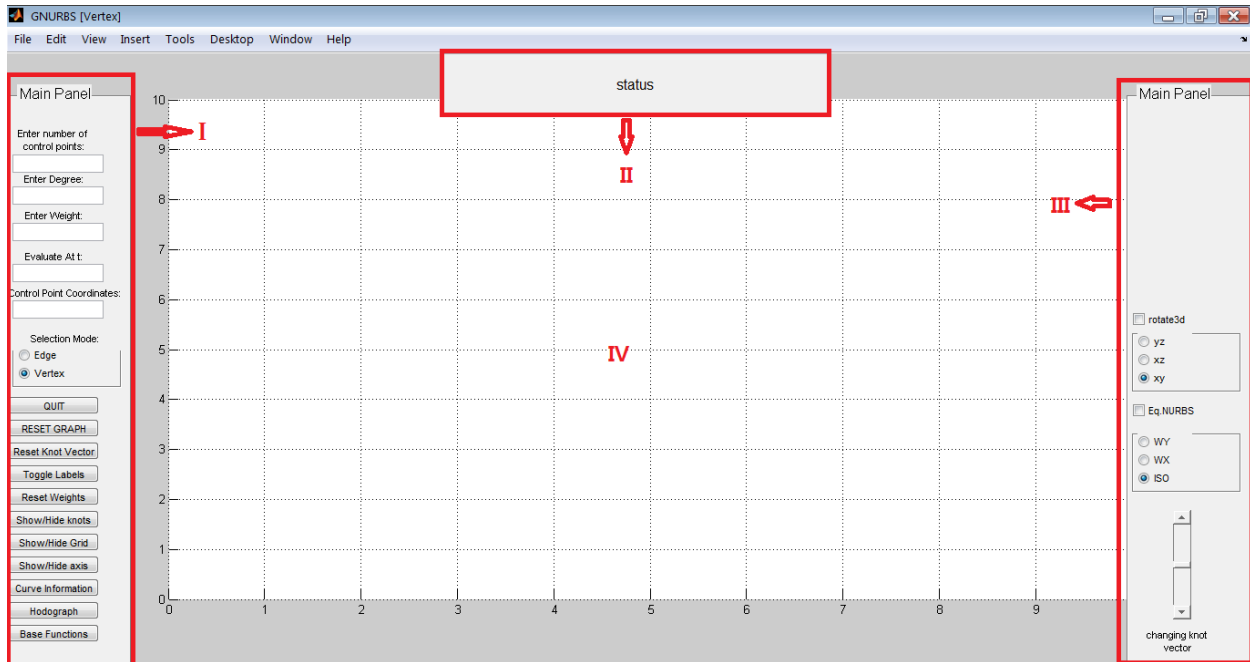 GNURBS [Vertex]
File Edit View Insert Tools Desktop Window Help
Main Panel
Enter number of
control points:
Enter Degree:
Enter Weight:
Evaluate At t:
Control Point Coordinates:
Selection Mode:
Edge
Vertex
QUIT
RESET GRAPH
Reset Knot Vector
Toggle Labels
Reset Weights
Show/Hide knots
Show/Hide Grid
Show/Hide axis
Curve Information
Hodograph
Base Functions
I
status
II
10
9
8
7
6
5
4
3
2
1
0
0 1 2 3 4 5 6 7 8 9
IV
III
Main Panel
rotate3d
yz
xz
xy
Eq.NURBS
WY
WX
ISO
changing knot
vector